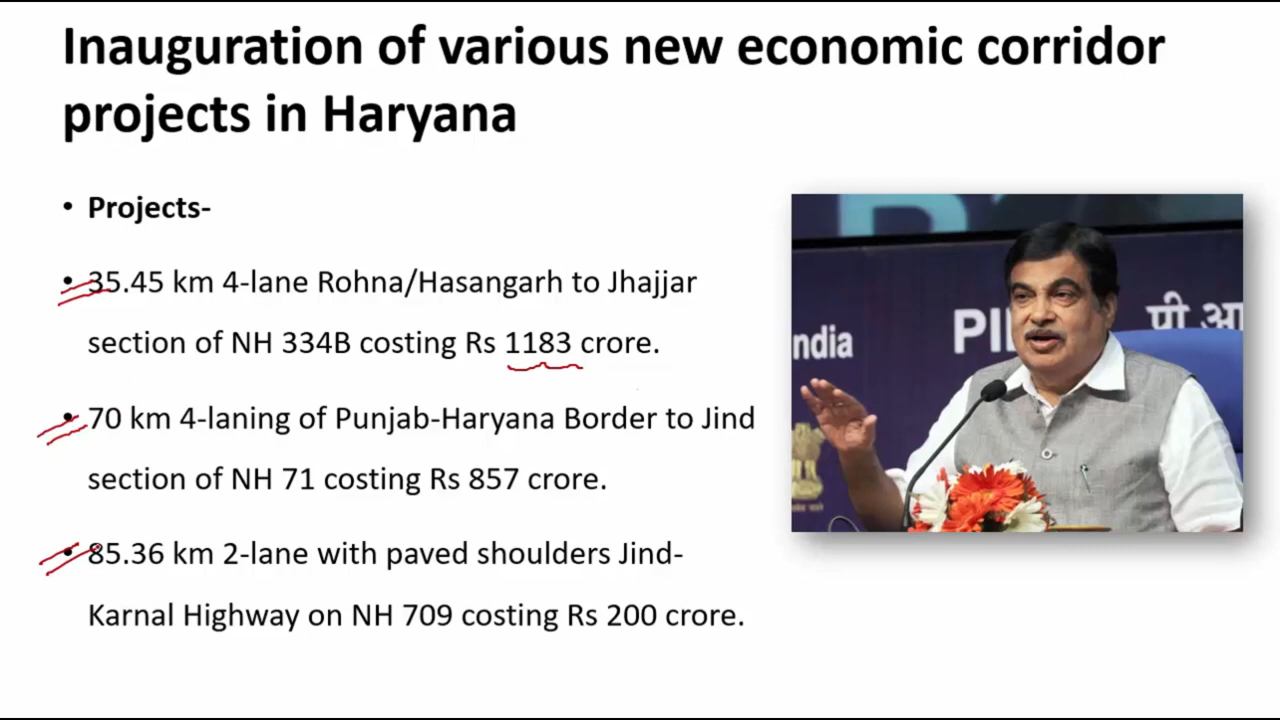 Inauguration of various new economic corridor
projects in Haryana
• Projects-
• 35.45 km 4-lane Rohna/Hasangarh to Jhajjar
section of NH 334B costing Rs 1183 crore.
• 70 km 4-laning of Punjab-Haryana Border to Jind
section of NH 71 costing Rs 857 crore.
• 85.36 km 2-lane with paved shoulders Jind-
Karnal Highway on NH 709 costing Rs 200 crore.
ndia
PI
पी आ